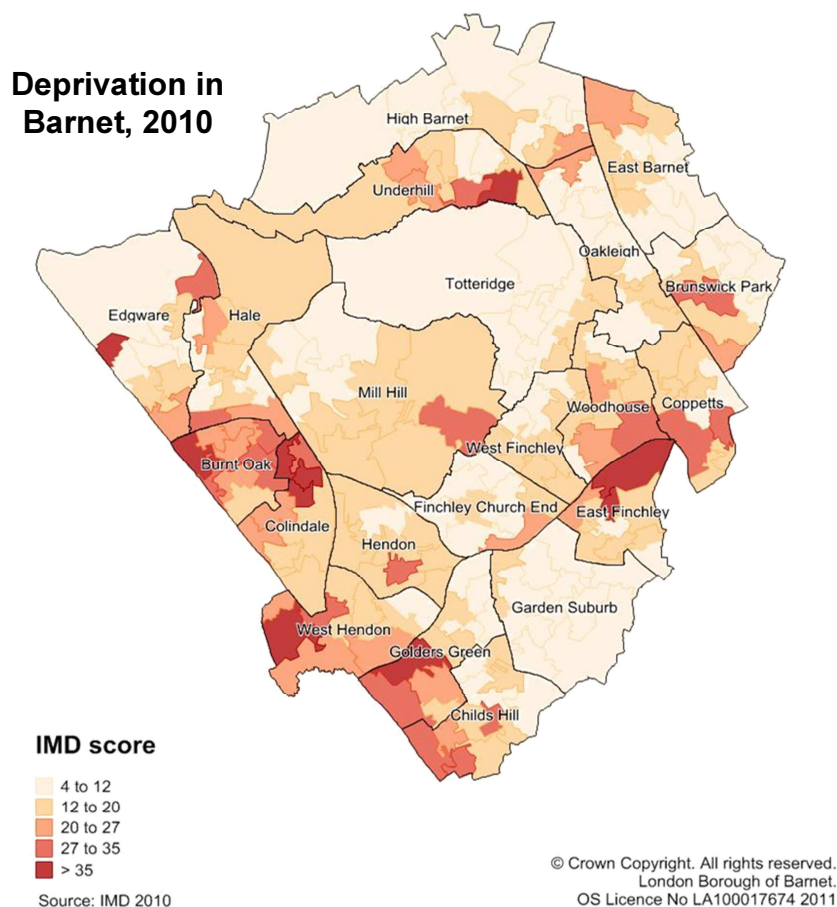 Deprivation in
Barnet, 2010
High Barnet
East Barnet
Underhill
Oakleigh
Totteridge
Brunswick Park
Edgware
Hale
Mill Hill
Woodhouse
Coppetts
West Finchley
Burnt Oak
Finchley Church End
East Finchley
Colindale
Hendon
Garden Suburb
West Hendon
Golders Green
Childs Hill
IMD score
4 to 12
12 to 20
20 to 27
27 to 35
> 35
Source: IMD 2010
© Crown Copyright. All rights reserved.
London Borough of Barnet.
OS Licence No LA100017674 2011